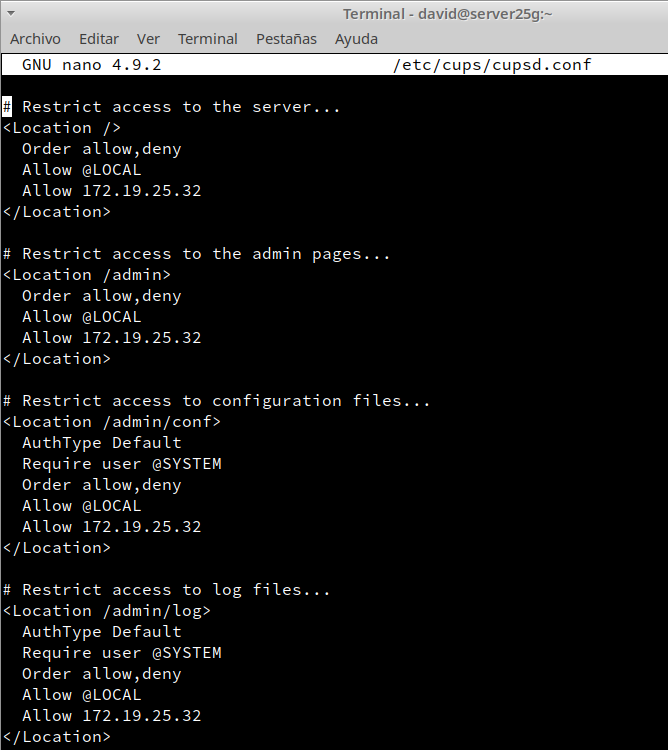 Terminal - david@server25g:~
Archivo Editar Ver Terminal Pestañas Ayuda
GNU nano 4.9.2 /etc/cups/cupsd.conf
# Restrict access to the server...
<Location />
  Order allow,deny
  Allow @LOCAL
  Allow 172.19.25.32
</Location>
# Restrict access to the admin pages...
<Location /admin>
  Order allow,deny
  Allow @LOCAL
  Allow 172.19.25.32
</Location>
# Restrict access to configuration files...
<Location /admin/conf>
  AuthType Default
  Require user @SYSTEM
  Order allow,deny
  Allow @LOCAL
  Allow 172.19.25.32
</Location>
# Restrict access to log files...
<Location /admin/log>
  AuthType Default
  Require user @SYSTEM
  Order allow,deny
  Allow @LOCAL
  Allow 172.19.25.32
</Location>